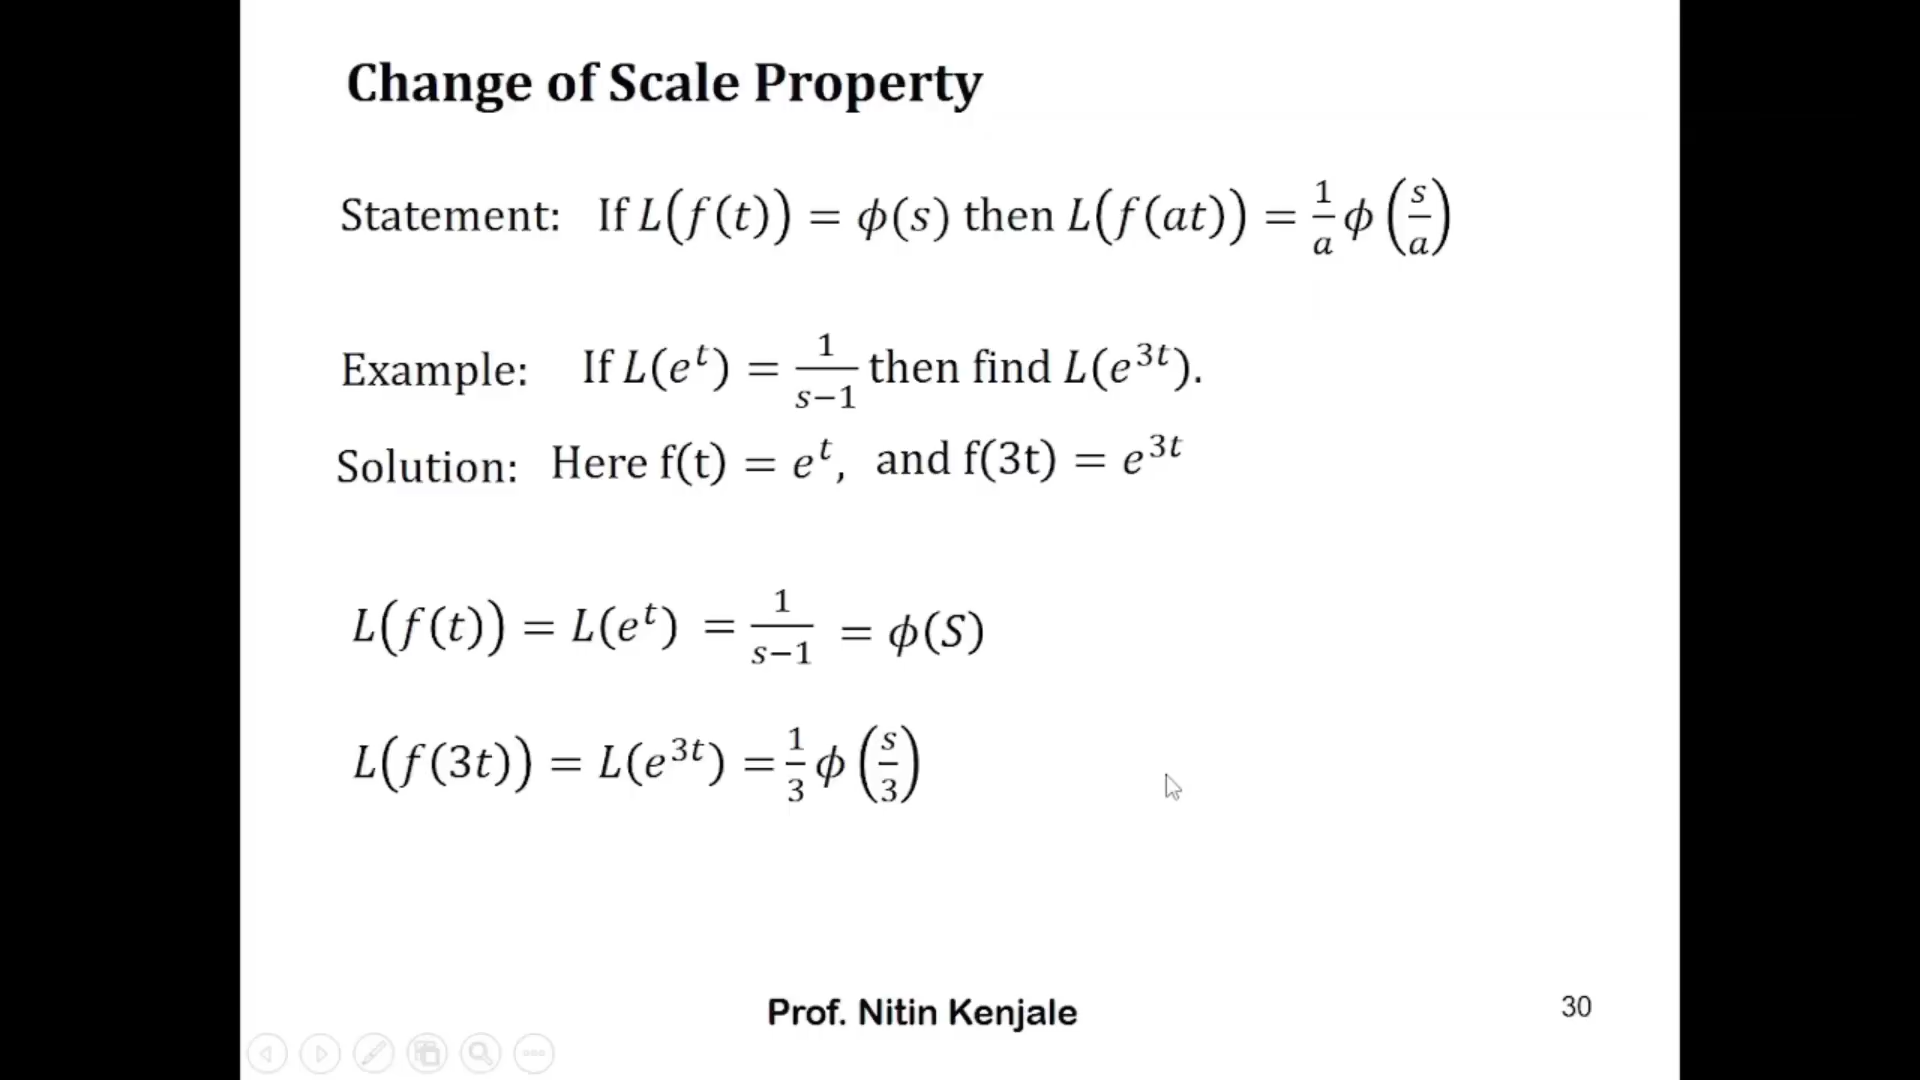 Change of Scale Property
Statement: If L(f(t)) = ϕ(s) then L(f(at)) = 1/a ϕ(s/a)
Example: If L(e^t) = 1/(s−1) then find L(e^3t).
Solution: Here f(t) = e^t, and f(3t) = e^3t
L(f(t)) = L(e^t) = 1/(s−1) = ϕ(S)
L(f(3t)) = L(e^3t) = 1/3 ϕ(s/3)
Prof. Nitin Kenjale
30